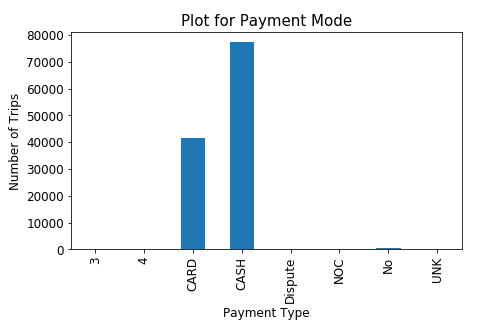 Plot for Payment Mode
80000
70000
60000
50000
40000
30000
20000
10000
0
Number of Trips
3
4
CARD
CASH
Dispute
NOC
No
UNK
Payment Type